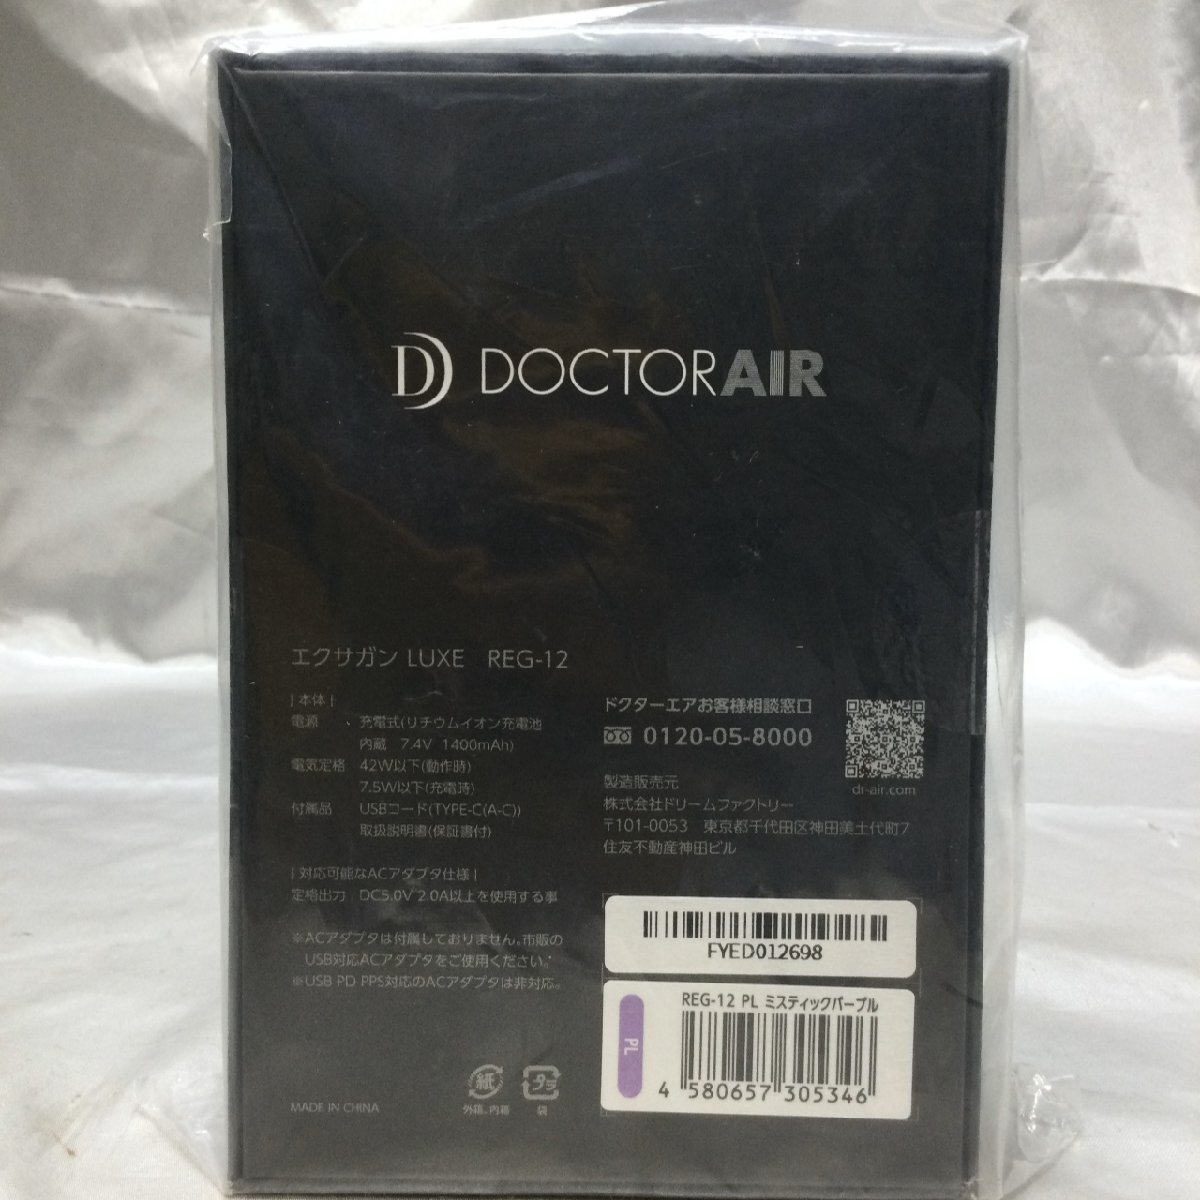 DOCTORAIR
エクサガン LUXE REG-12
| 本体 |
電源 充電式(リチウムイオン充電池
内蔵 7.4V 1400mAh)
電気定格 42W以下(動作時)
7.5W以下(充電時)
付属品 USBコード(TYPE-C(A-C))
取扱説明書(保証書付)
| 対応可能なACアダプタ仕様 |
定格出力 DC5.0V 2.0A以上を使用する事
※ACアダプタは付属しておりません。市販の
USB対応ACアダプタをご使用ください。
※USB PD PPS対応のACアダプタは非対応。
紙
外箱、内箱
プラ
袋
MADE IN CHINA
ドクターエアお客様相談窓口
0120-05-8000
dr-air.com
製造販売元
株式会社ドリームファクトリー
〒101-0053 東京都千代田区神田美土代町7
住友不動産神田ビル
FYED012698
REG-12 PL ミスティックパープル
PL
4 580657 305346